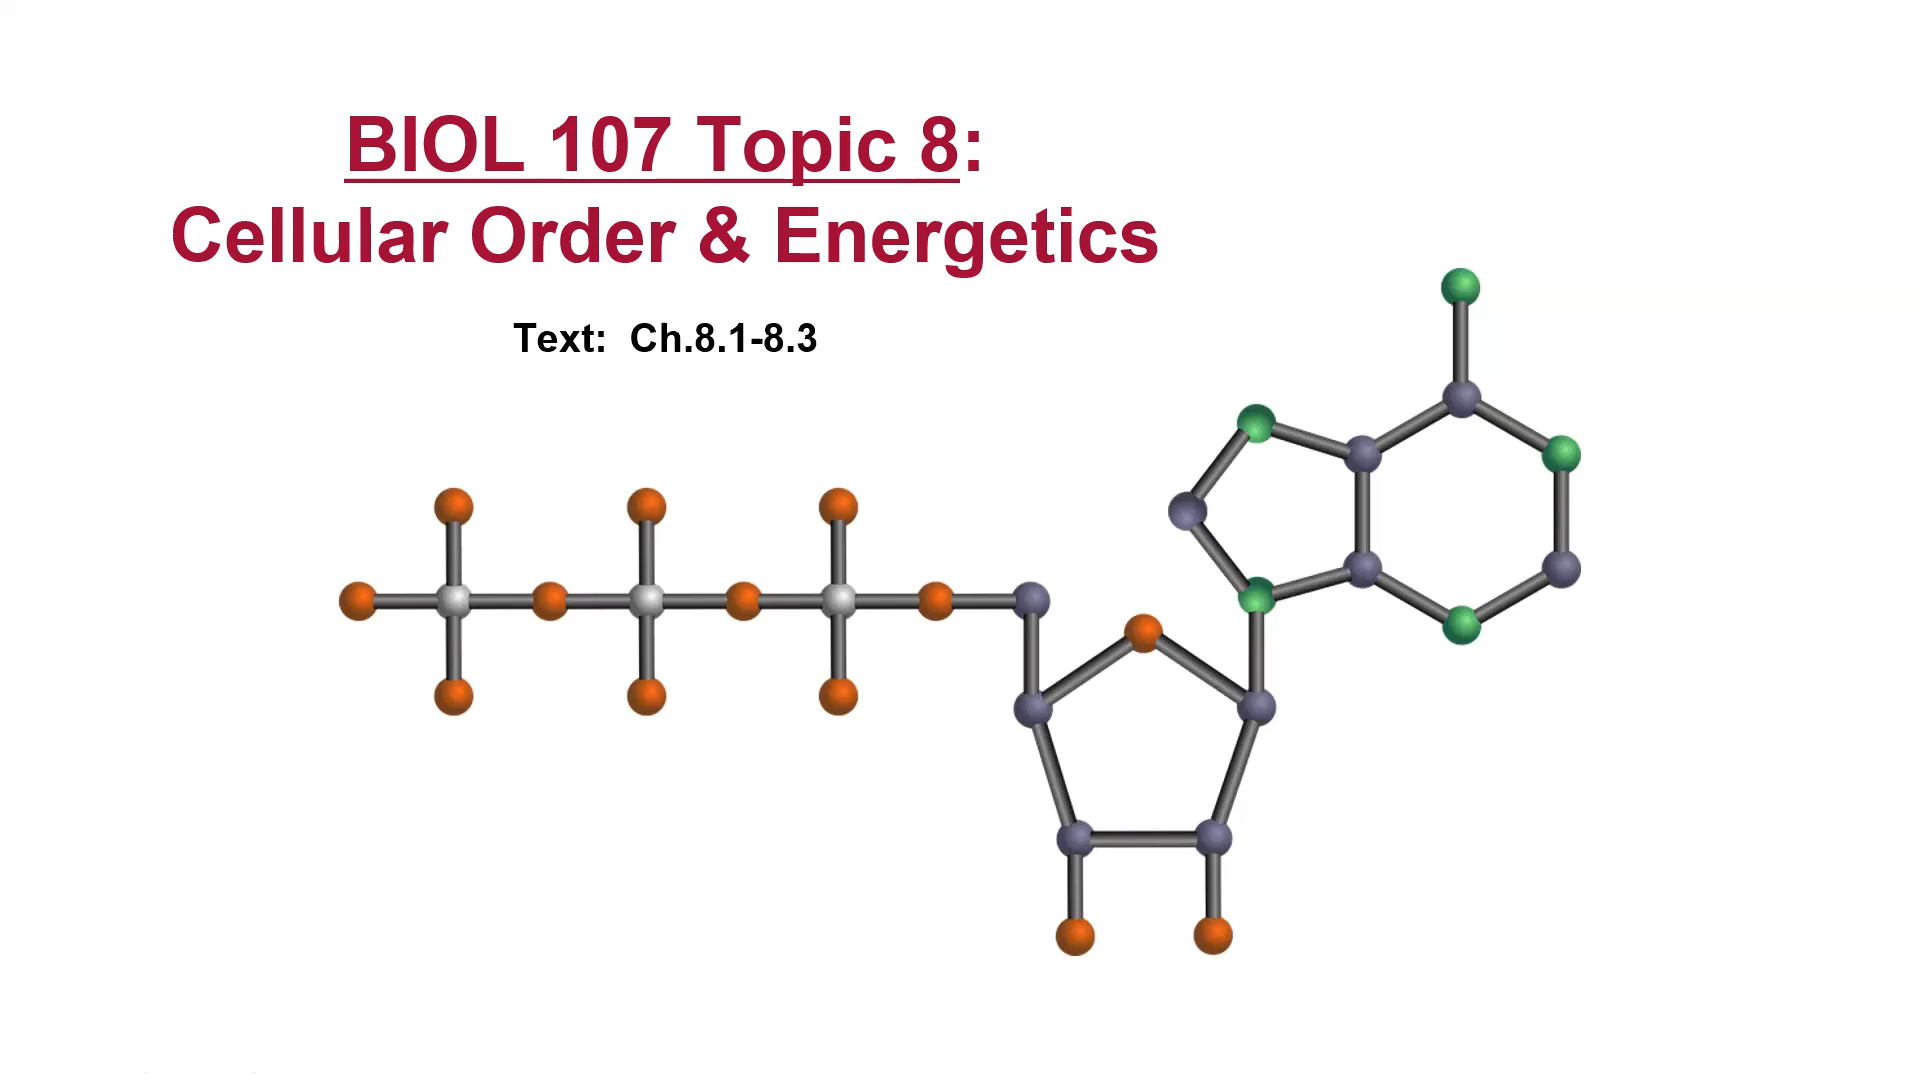 BIOL 107 Topic 8:
Cellular Order & Energetics
Text: Ch.8.1-8.3